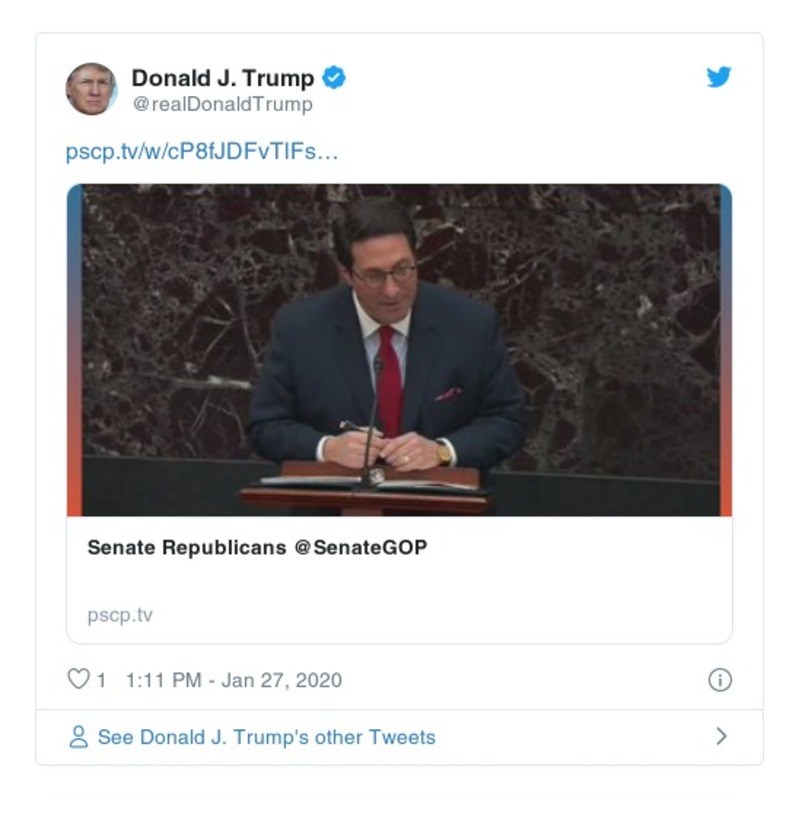 Donald J. Trump
@realDonaldTrump
pscp.tv/w/cP8fJDFvTlFs…
Senate Republicans @SenateGOP
pscp.tv
1 1:11 PM - Jan 27, 2020
See Donald J. Trump's other Tweets